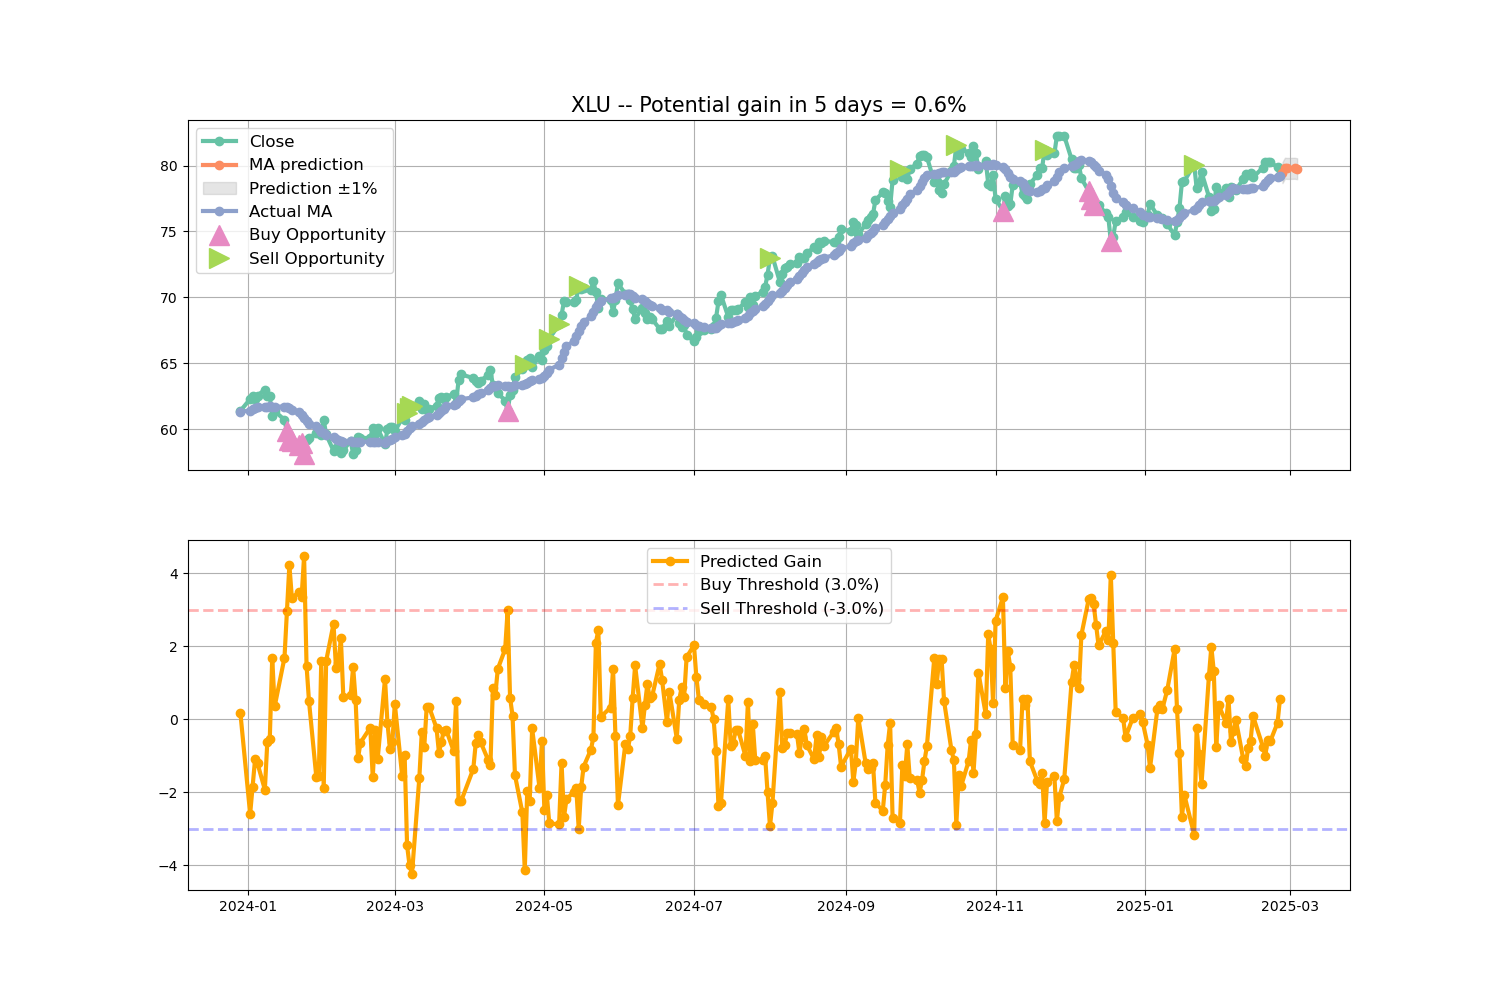 XLU -- Potential gain in 5 days = 0.6%
Close
MA prediction
Prediction ±1%
Actual MA
Buy Opportunity
Sell Opportunity
80
75
70
65
60
Predicted Gain
Buy Threshold (3.0%)
Sell Threshold (-3.0%)
4
2
0
−2
−4
2024-01
2024-03
2024-05
2024-07
2024-09
2024-11
2025-01
2025-03